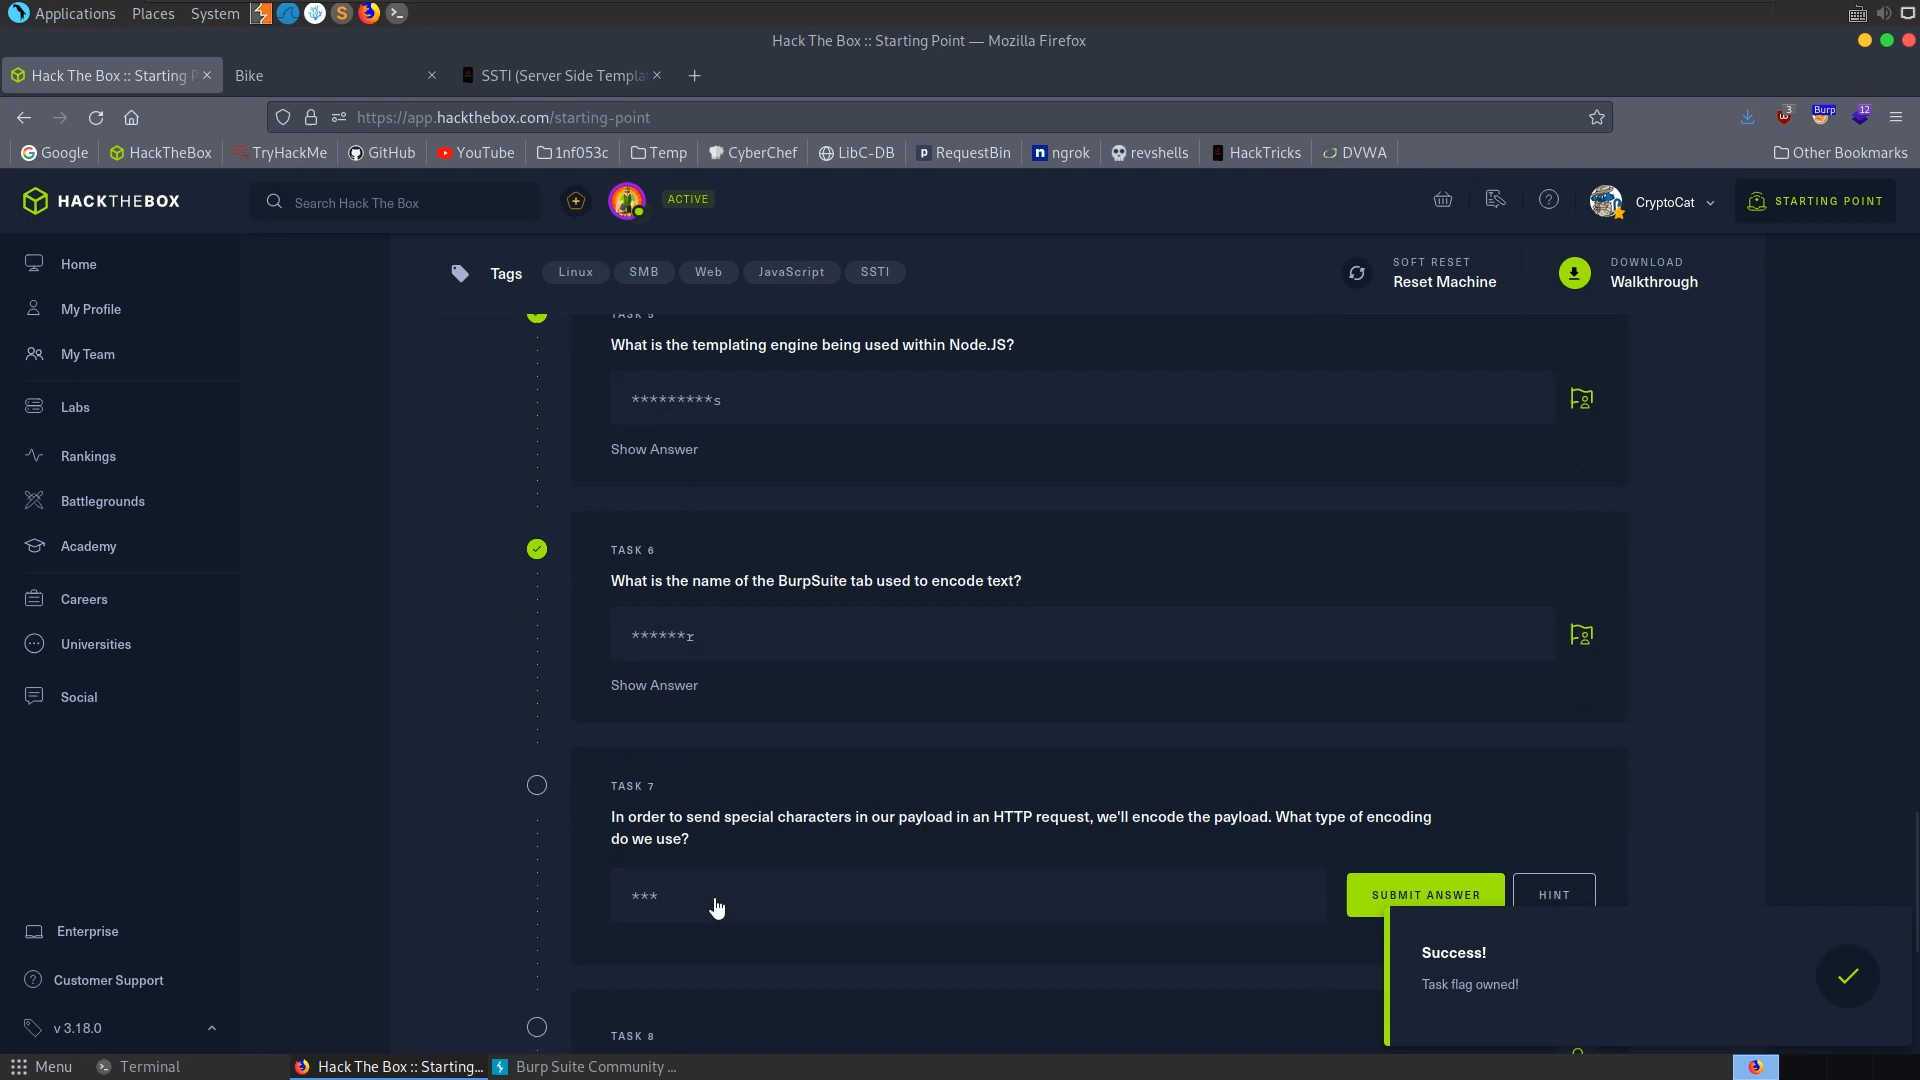 Applications Places System
Hack The Box :: Starting Point — Mozilla Firefox
Hack The Box :: Starting P
Bike
SSTI (Server Side Templa
https://app.hackthebox.com/starting-point
3
Burp
12
Google
HackTheBox
TryHackMe
GitHub
YouTube
1nf053c
Temp
CyberChef
LibC-DB
RequestBin
ngrok
revshells
HackTricks
DVWA
Other Bookmarks
HACKTHEBOX
Search Hack The Box
ACTIVE
CryptoCat
STARTING POINT
Home
My Profile
My Team
Labs
Rankings
Battlegrounds
Academy
Careers
Universities
Social
Enterprise
Customer Support
v 3.18.0
Tags
Linux
SMB
Web
JavaScript
SSTI
SOFT RESET
Reset Machine
DOWNLOAD
Walkthrough
TASK 5
What is the templating engine being used within Node.JS?
*********s
Show Answer
TASK 6
What is the name of the BurpSuite tab used to encode text?
******r
Show Answer
TASK 7
In order to send special characters in our payload in an HTTP request, we'll encode the payload. What type of encoding
do we use?
***
SUBMIT ANSWER
HINT
Success!
Task flag owned!
TASK 8
Menu
Terminal
Hack The Box :: Starting...
Burp Suite Community ...